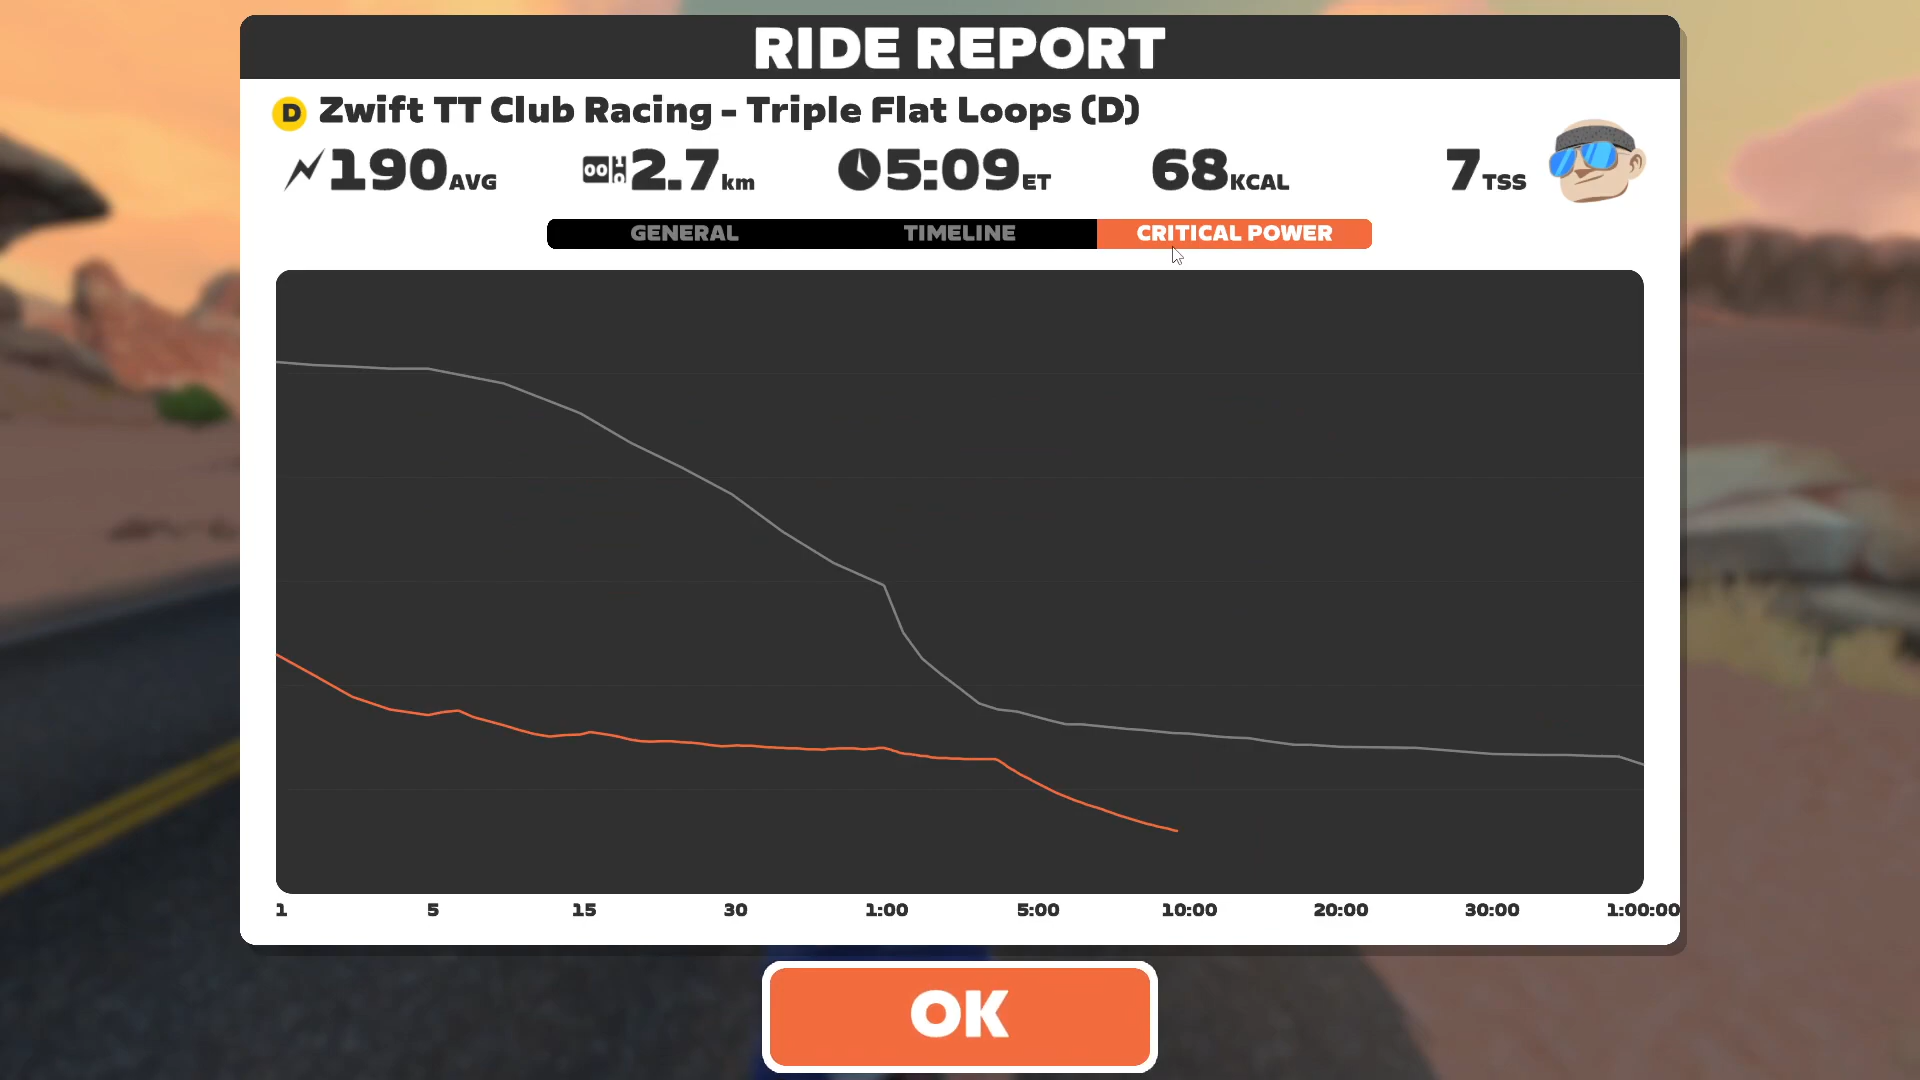 RIDE REPORT
D Zwift TT Club Racing - Triple Flat Loops (D)
190 AVG 2.7 km 5:09 ET 68 KCAL 7 TSS
GENERAL TIMELINE CRITICAL POWER
1 5 15 30 1:00 5:00 10:00 20:00 30:00 1:00:00
OK